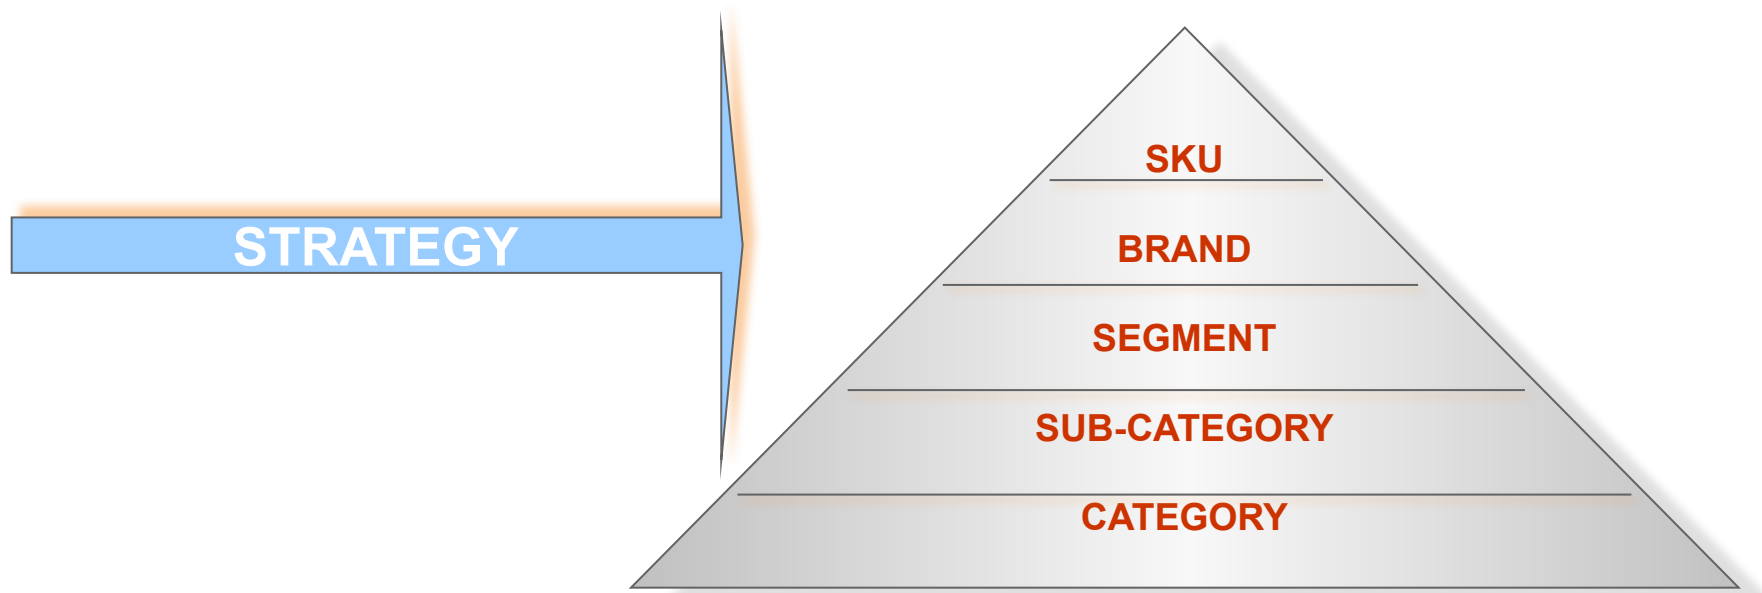 STRATEGY
SKU
BRAND
SEGMENT
SUB-CATEGORY
CATEGORY